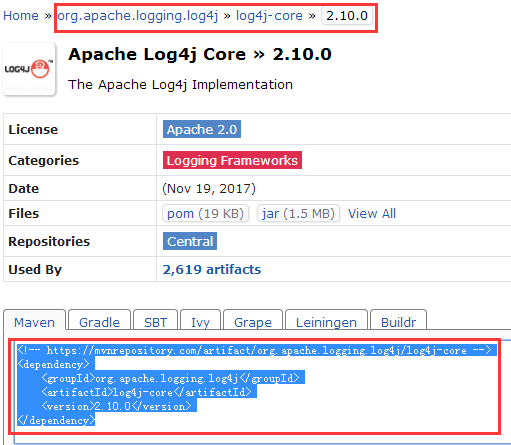 Home » org.apache.logging.log4j » log4j-core » 2.10.0
LOG4J ™
Apache Log4j Core » 2.10.0
The Apache Log4j Implementation
License Apache 2.0
Categories Logging Frameworks
Date (Nov 19, 2017)
Files pom (19 KB) jar (1.5 MB) View All
Repositories Central
Used By 2,619 artifacts
Maven Gradle SBT Ivy Grape Leiningen Buildr
<!-- https://mvnrepository.com/artifact/org.apache.logging.log4j/log4j-core -->
<dependency>
<groupId>org.apache.logging.log4j</groupId>
<artifactId>log4j-core</artifactId>
<version>2.10.0</version>
</dependency>